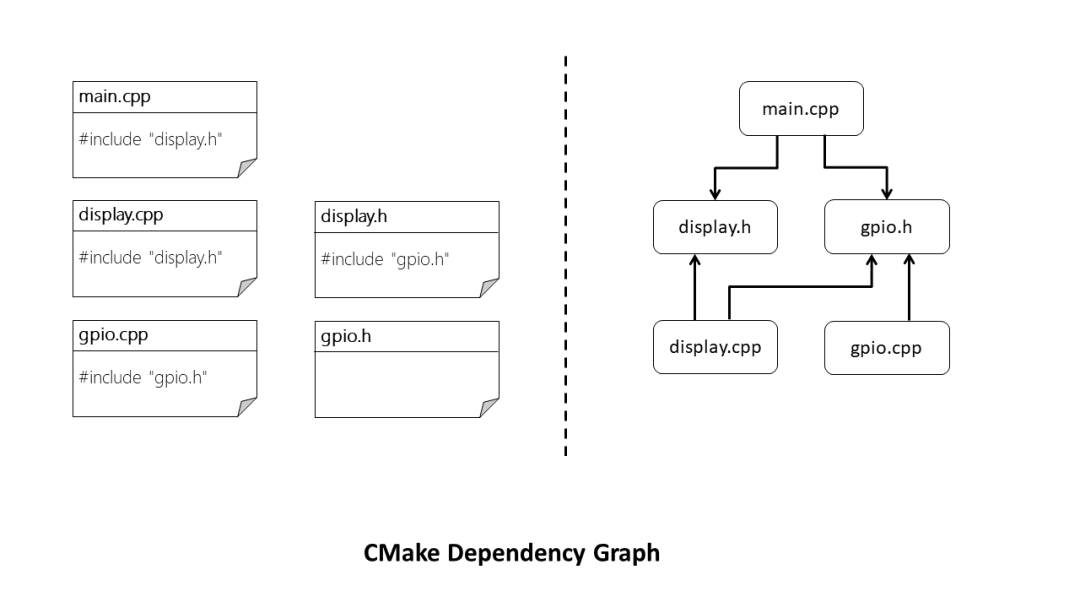 main.cpp
#include "display.h"
display.cpp
#include "display.h"
gpio.cpp
#include "gpio.h"
display.h
#include "gpio.h"
gpio.h
main.cpp
display.h
gpio.h
display.cpp
gpio.cpp
CMake Dependency Graph